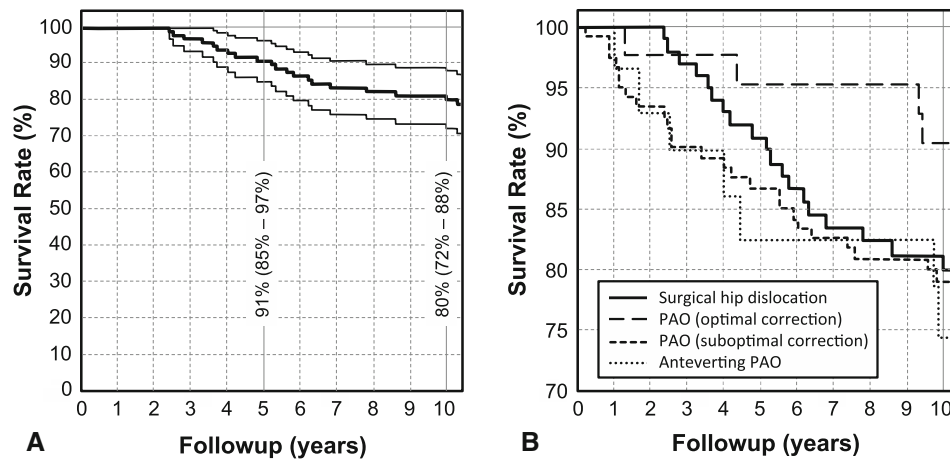 100
90
80
70
60
50
40
30
20
10
0
Survival Rate (%)
91% (85% – 97%)
80% (72% – 88%)
0 1 2 3 4 5 6 7 8 9 10
Followup (years)
A
100
95
90
85
80
75
70
Survival Rate (%)
Surgical hip dislocation
PAO (optimal correction)
PAO (suboptimal correction)
Anteverting PAO
0 1 2 3 4 5 6 7 8 9 10
Followup (years)
B